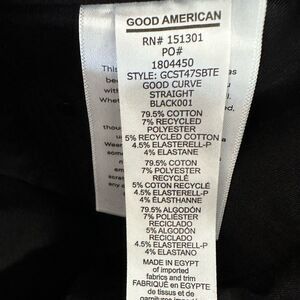 GOOD AMERICAN
RN# 151301
PO#
1804450
STYLE: GCST47SBTE
GOOD CURVE
STRAIGHT
BLACK001
79.5% COTTON
7% RECYCLED
POLYESTER
5% RECYCLED COTTON
4.5% ELASTERELL-P
4% ELASTANE
79.5% COTON
7% POLYESTER
RECYCLÉ
5% COTON RECYCLÉ
4.5% ELASTERELL-P
4% ÉLASTHANNE
79.5% ALGODÓN
7% POLIÉSTER
RECICLADO
5% ALGODÓN
RECICLADO
4.5% ELASTERELL-P
4% ELASTANO
MADE IN EGYPT
of imported
fabrics and trim
FABRIQUÉ en EGYPT
de tissus et de
garnitures